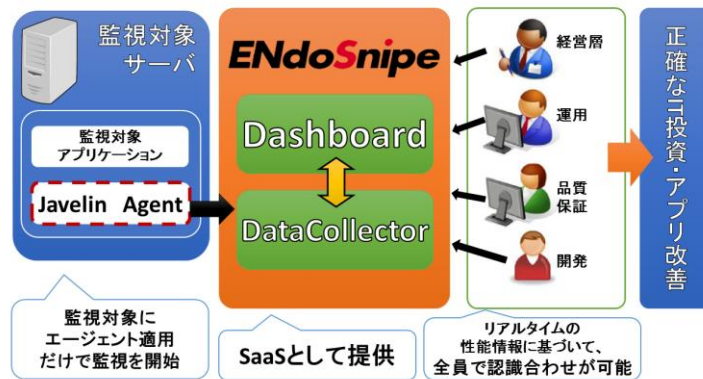 監視対象
サーバ
監視対象
アプリケーション
Javelin Agent
監視対象に
エージェント適用
だけで監視を開始
ENdoSnipe
Dashboard
DataCollector
SaaSとして提供
経営層
運用
品質
保証
開発
リアルタイムの
性能情報に基づいて、
全員で認識合わせが可能
正確なIT投資・アプリ改善